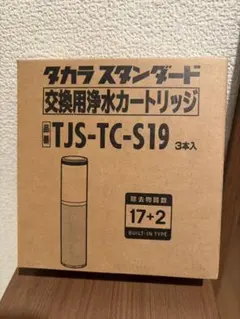 タカラスタンダード
交換用浄水カートリッジ
品番 TJS-TC-S19 3本入
除去物質数
17+2
BUILT-IN TYPE